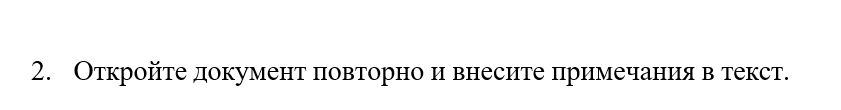 2. Откройте документ повторно и внесите примечания в текст.